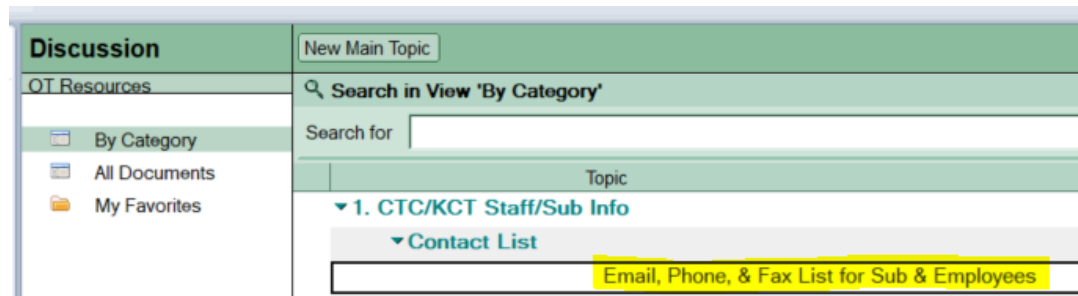 Discussion
New Main Topic
OT Resources
Search in View 'By Category'
Search for
By Category
All Documents
My Favorites
Topic
1. CTC/KCT Staff/Sub Info
Contact List
Email, Phone, & Fax List for Sub & Employees